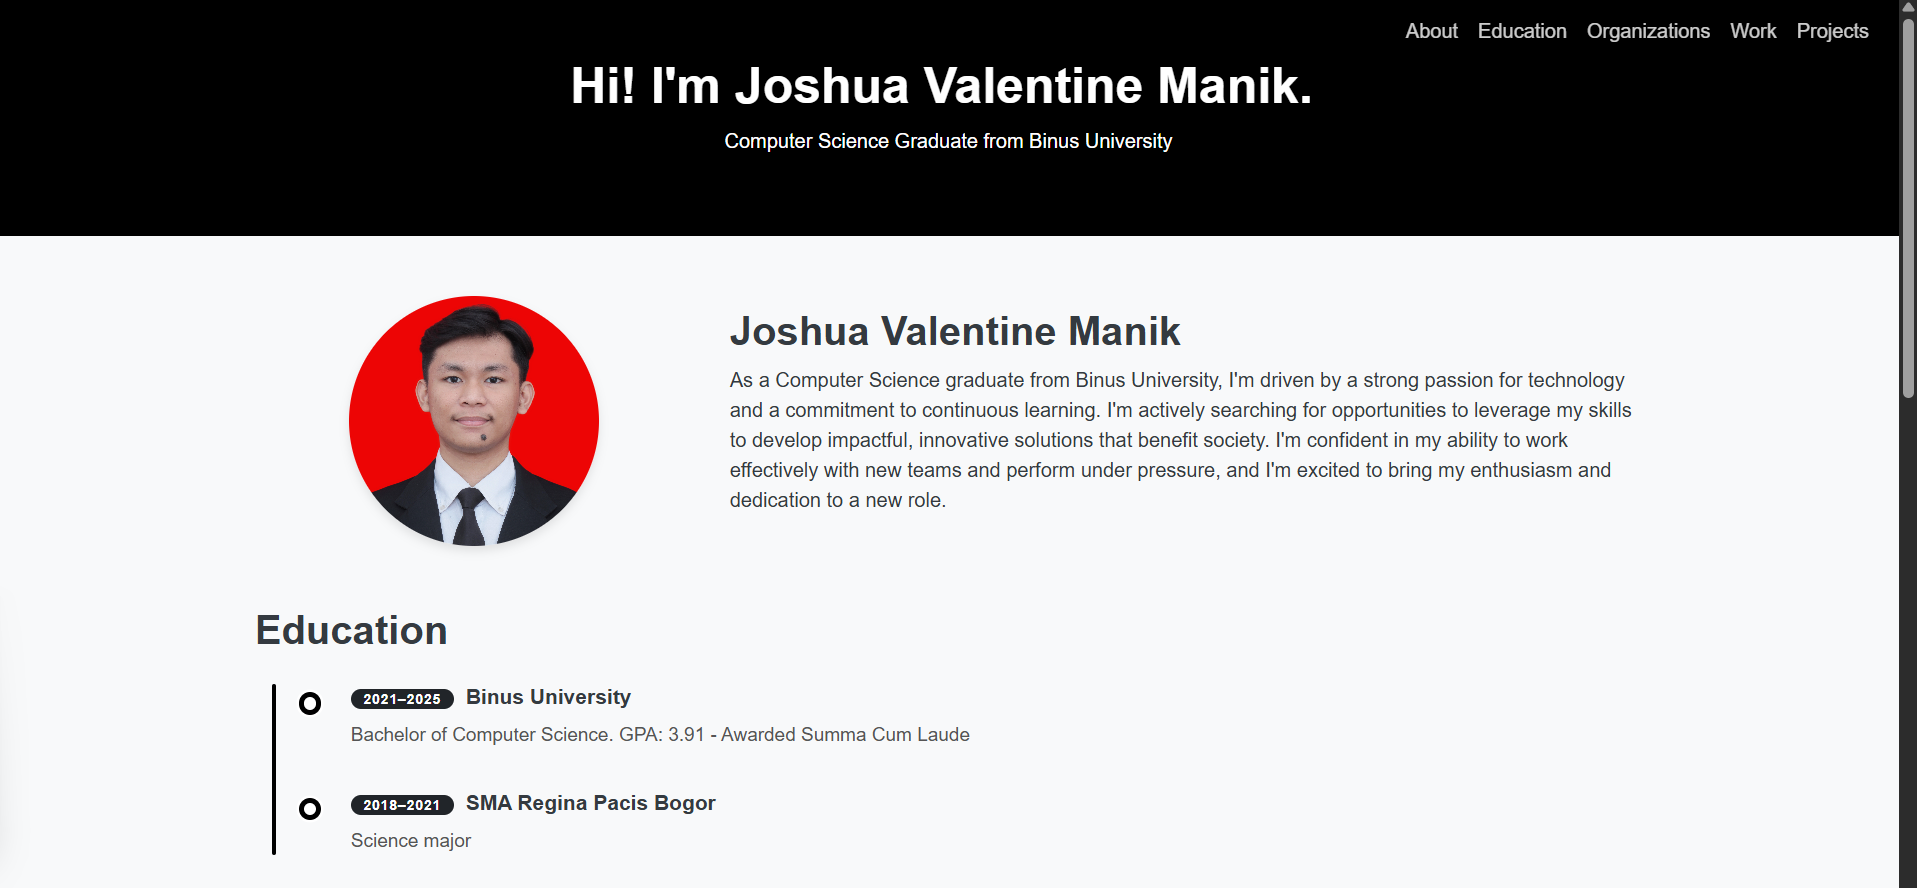 About Education Organizations Work Projects
Hi! I'm Joshua Valentine Manik.
Computer Science Graduate from Binus University
Joshua Valentine Manik
As a Computer Science graduate from Binus University, I'm driven by a strong passion for technology
and a commitment to continuous learning. I'm actively searching for opportunities to leverage my skills
to develop impactful, innovative solutions that benefit society. I'm confident in my ability to work
effectively with new teams and perform under pressure, and I'm excited to bring my enthusiasm and
dedication to a new role.
Education
2021–2025 Binus University
Bachelor of Computer Science. GPA: 3.91 - Awarded Summa Cum Laude
2018–2021 SMA Regina Pacis Bogor
Science major